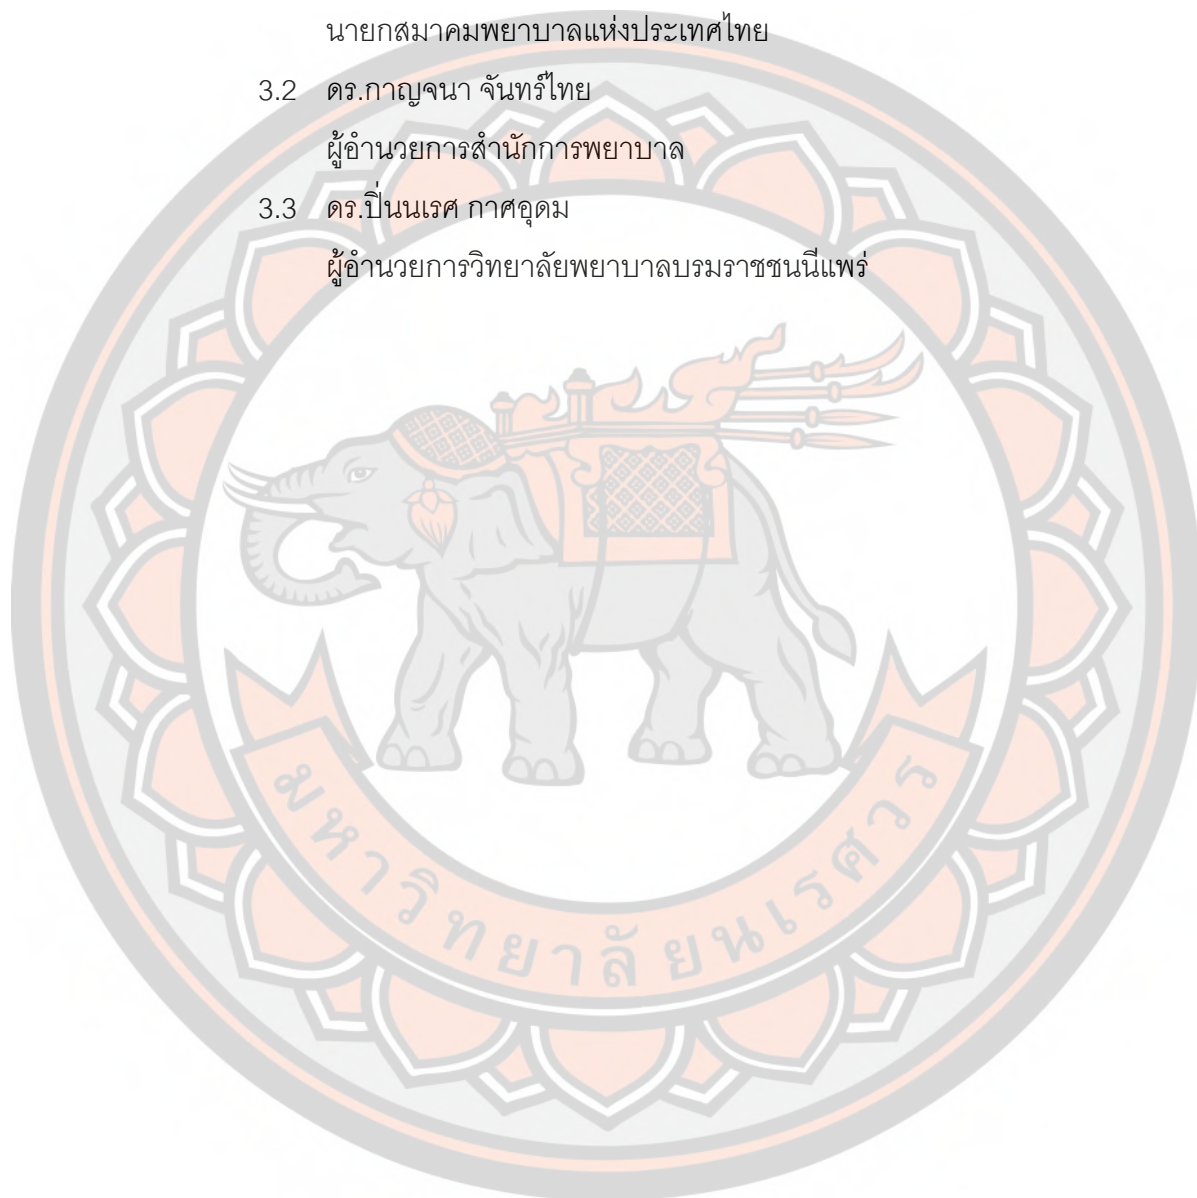 นายกสมาคมพยาบาลแห่งประเทศไทย
3.2 ดร.กาญจนา จันทร์ไทย
ผู้อำนวยการสำนักการพยาบาล
3.3 ดร.ปิ่นนเรศ กาศอุดม
ผู้อำนวยการวิทยาลัยพยาบาลบรมราชชนนีแพร่
มหาวิทยาลัยนเรศวร